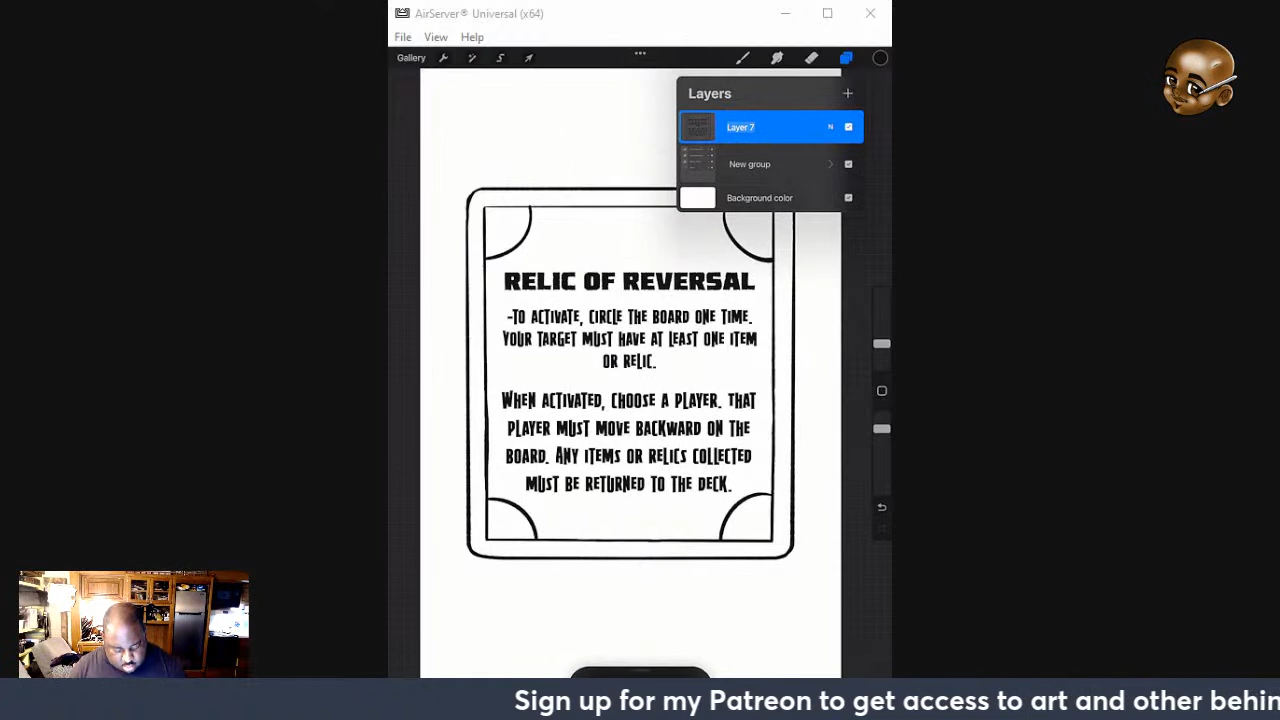 AirServer® Universal (x64)
File View Help
Gallery
Layers
Layer 7 N
New group
Background color
RELIC OF REVERSAL
-TO ACTIVATE, CIRCLE THE BOARD ONE TIME.
YOUR TARGET MUST HAVE AT LEAST ONE ITEM
OR RELIC.
WHEN ACTIVATED, CHOOSE A PLAYER. THAT
PLAYER MUST MOVE BACKWARD ON THE
BOARD. ANY ITEMS OR RELICS COLLECTED
MUST BE RETURNED TO THE DECK.
Sign up for my Patreon to get access to art and other behin